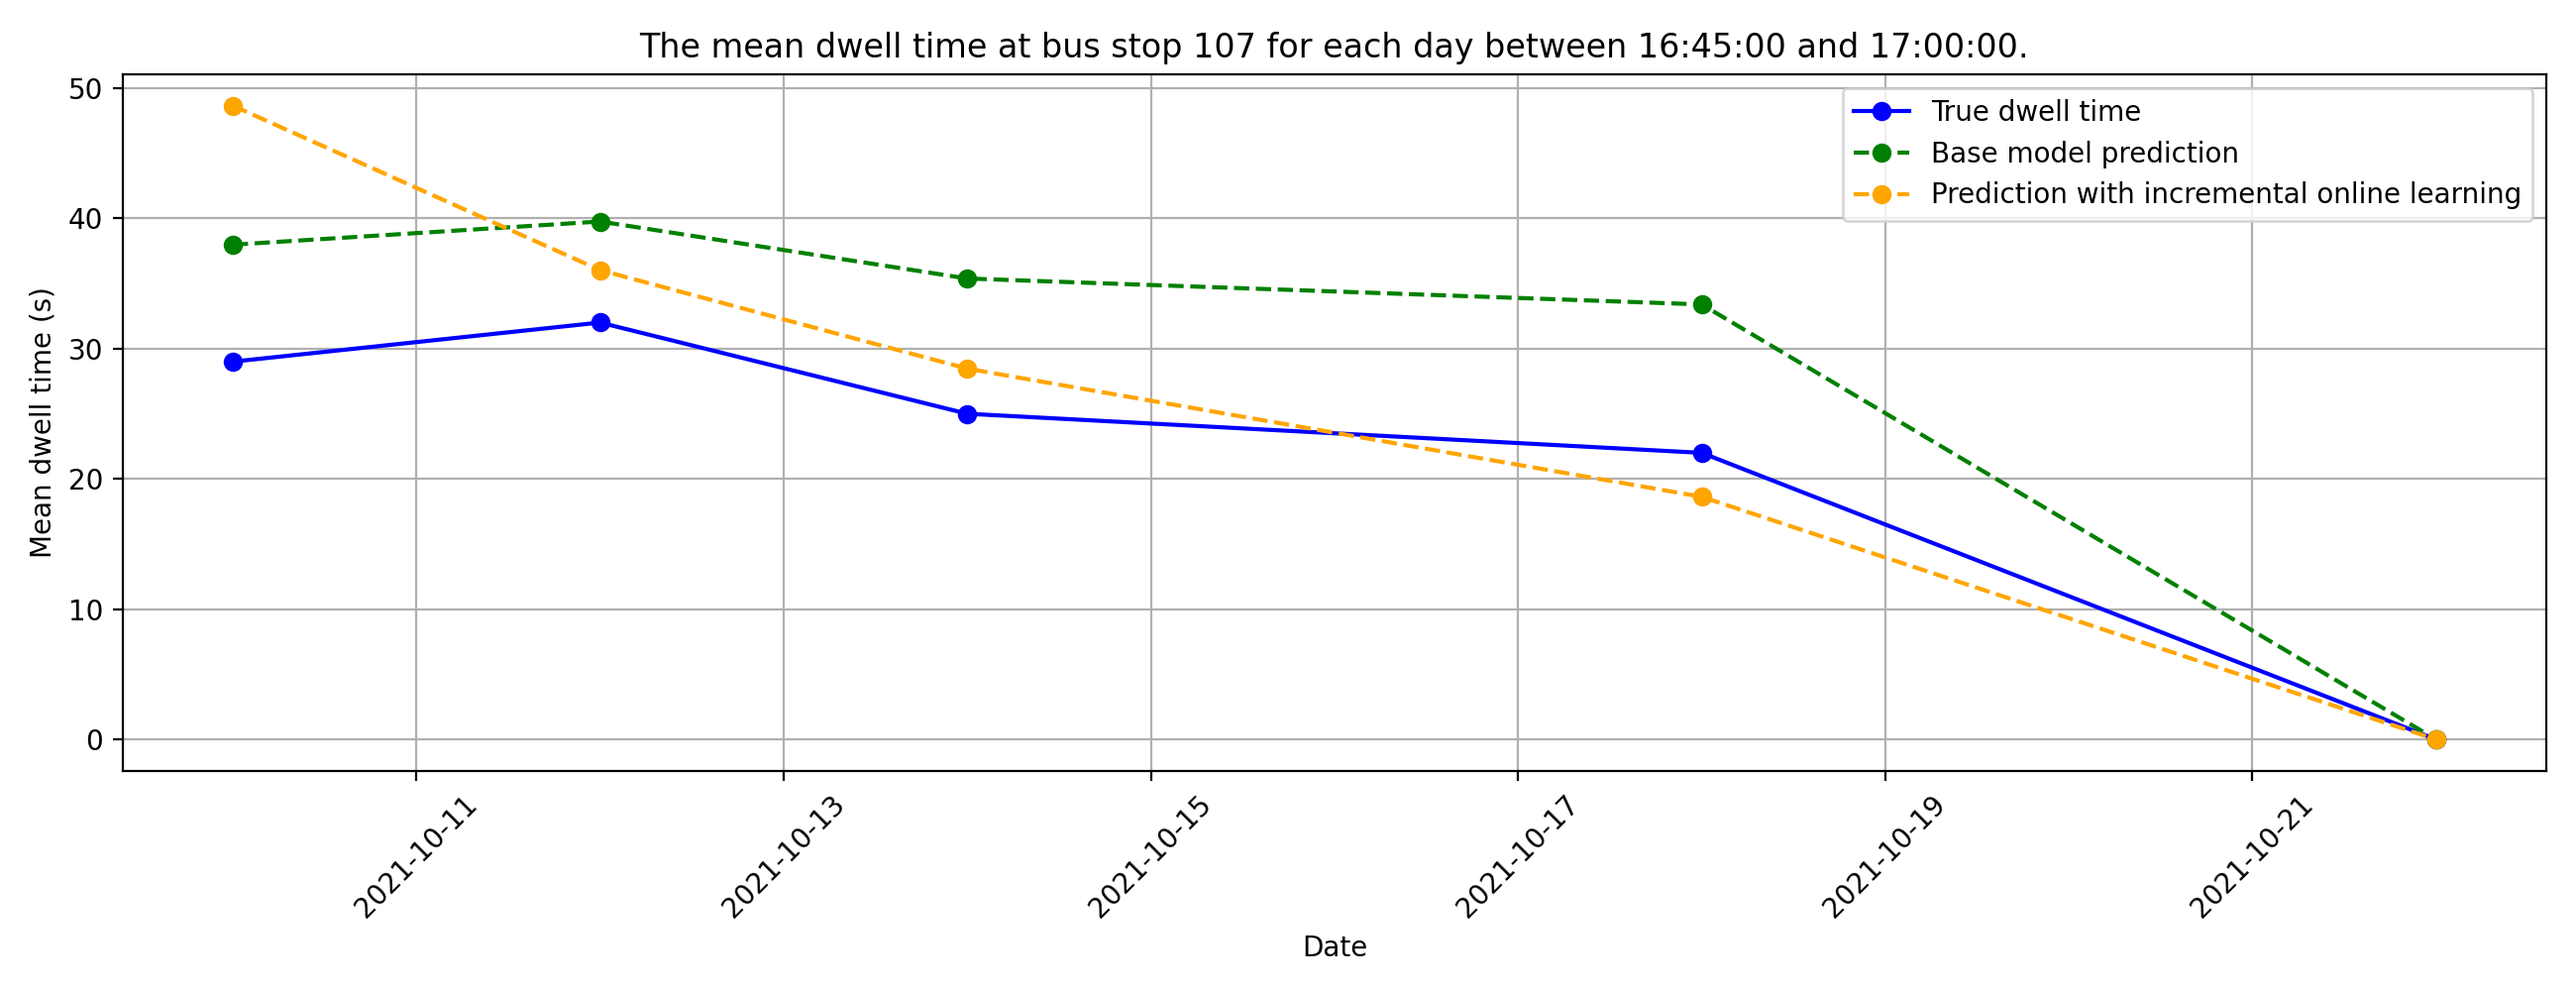 The mean dwell time at bus stop 107 for each day between 16:45:00 and 17:00:00.
True dwell time
Base model prediction
Prediction with incremental online learning
Mean dwell time (s)
50
40
30
20
10
0
2021-10-11
2021-10-13
2021-10-15
2021-10-17
2021-10-19
2021-10-21
Date